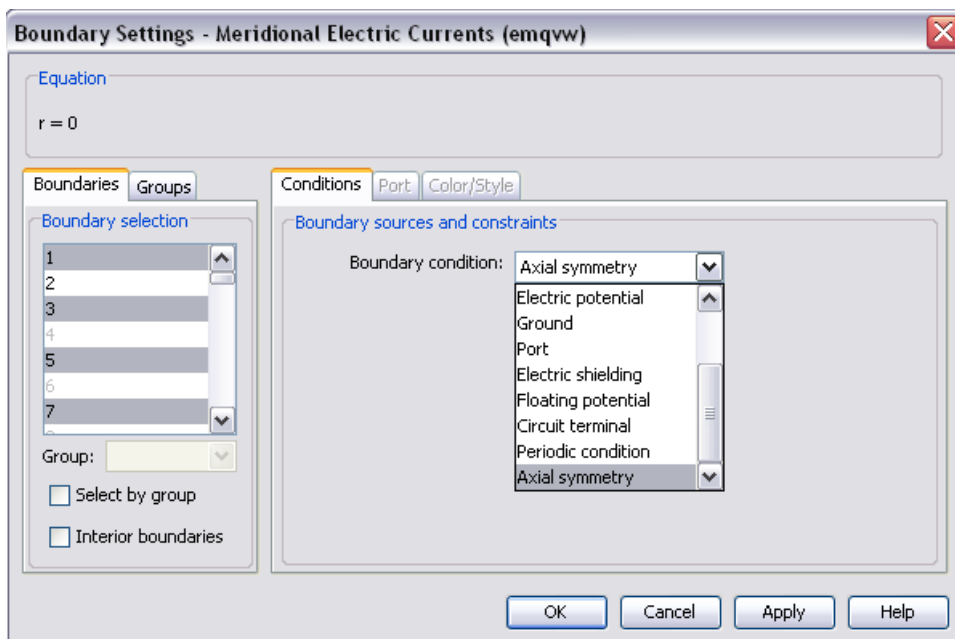 Boundary Settings - Meridional Electric Currents (emqvw)
Equation
r = 0
Boundaries Groups
Conditions Port Color/Style
Boundary selection
1
2
3
4
5
6
7
Group:
Select by group
Interior boundaries
Boundary sources and constraints
Boundary condition: Axial symmetry
Electric potential
Ground
Port
Electric shielding
Floating potential
Circuit terminal
Periodic condition
Axial symmetry
OK Cancel Apply Help